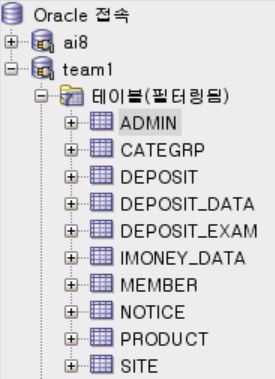 Oracle 접속
ai8
team1
테이블(필터링됨)
ADMIN
CATEGRP
DEPOSIT
DEPOSIT_DATA
DEPOSIT_EXAM
IMONEY_DATA
MEMBER
NOTICE
PRODUCT
SITE